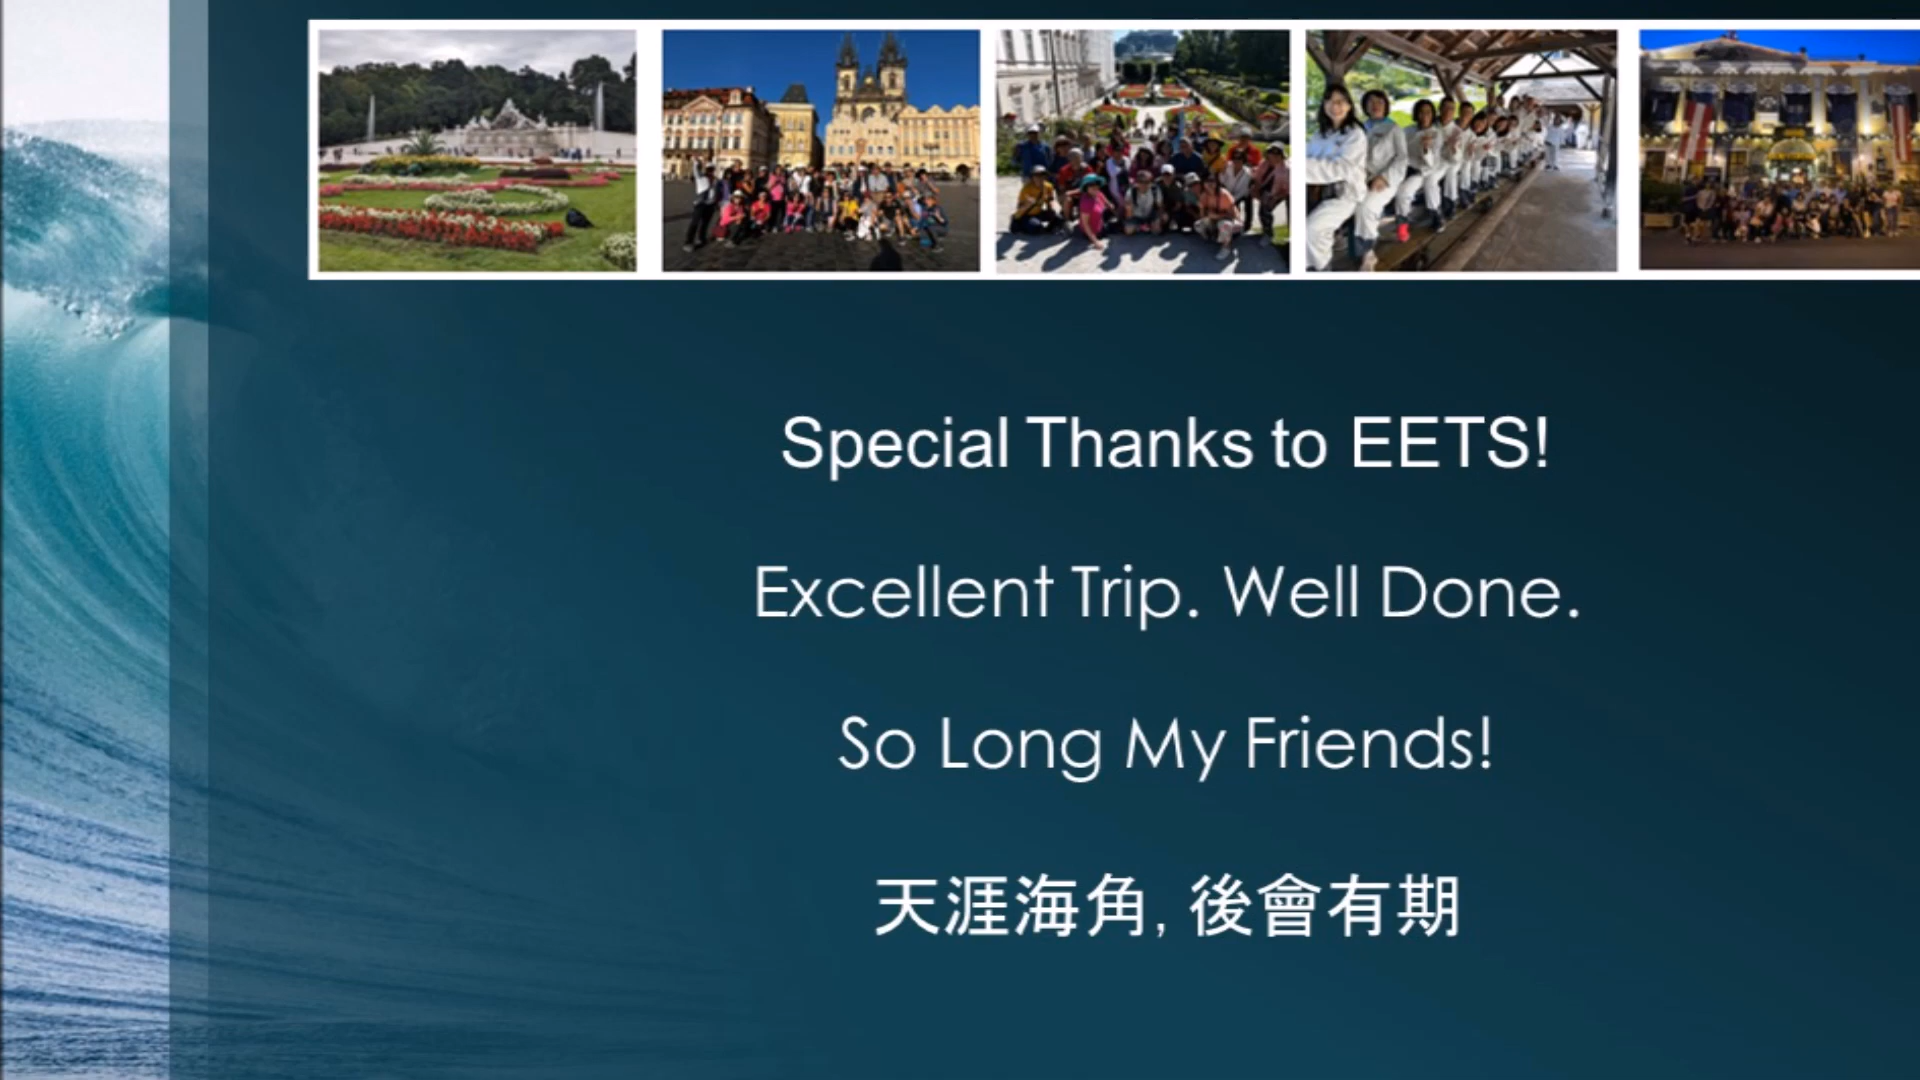 Special Thanks to EETS!
Excellent Trip. Well Done.
So Long My Friends!
天涯海角, 後會有期